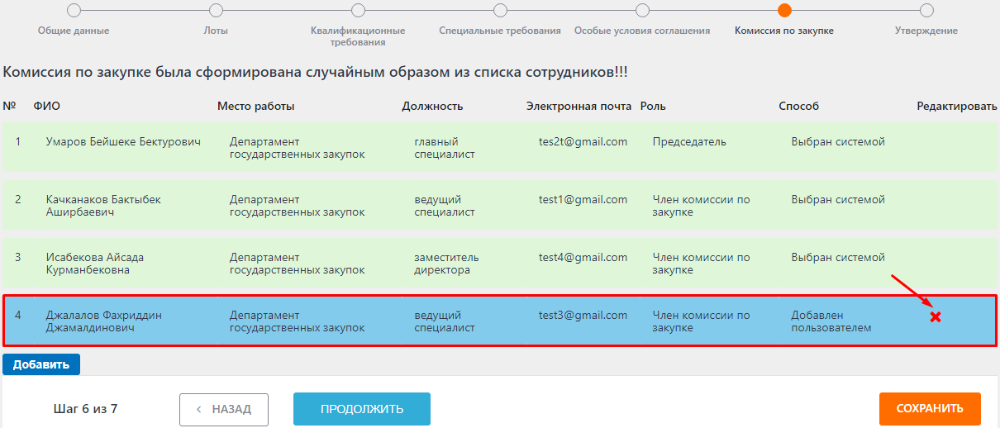 Общие данные
Лоты
Квалификационные
требования
Специальные требования
Особые условия соглашения
Комиссия по закупке
Утверждение
Комиссия по закупке была сформирована случайным образом из списка сотрудников!!!
№ ФИО Место работы Должность Электронная почта Роль Способ Редактировать
1 Умаров Бейшеке Бектурович Департамент главный tes2t@gmail.com Председатель Выбран системой
государственных закупок специалист
2 Качканаков Бактыбек Департамент ведущий test1@gmail.com Член комиссии по Выбран системой
Аширбаевич государственных закупок специалист закупке
3 Исабекова Айсада Департамент заместитель test4@gmail.com Член комиссии по Выбран системой
Курманбековна государственных закупок директора закупке
4 Джалалов Фахриддин Департамент ведущий test3@gmail.com Член комиссии по Добавлен
Джамалдинович государственных закупок специалист закупке пользователем
Добавить
Шаг 6 из 7 ‹ НАЗАД ПРОДОЛЖИТЬ СОХРАНИТЬ